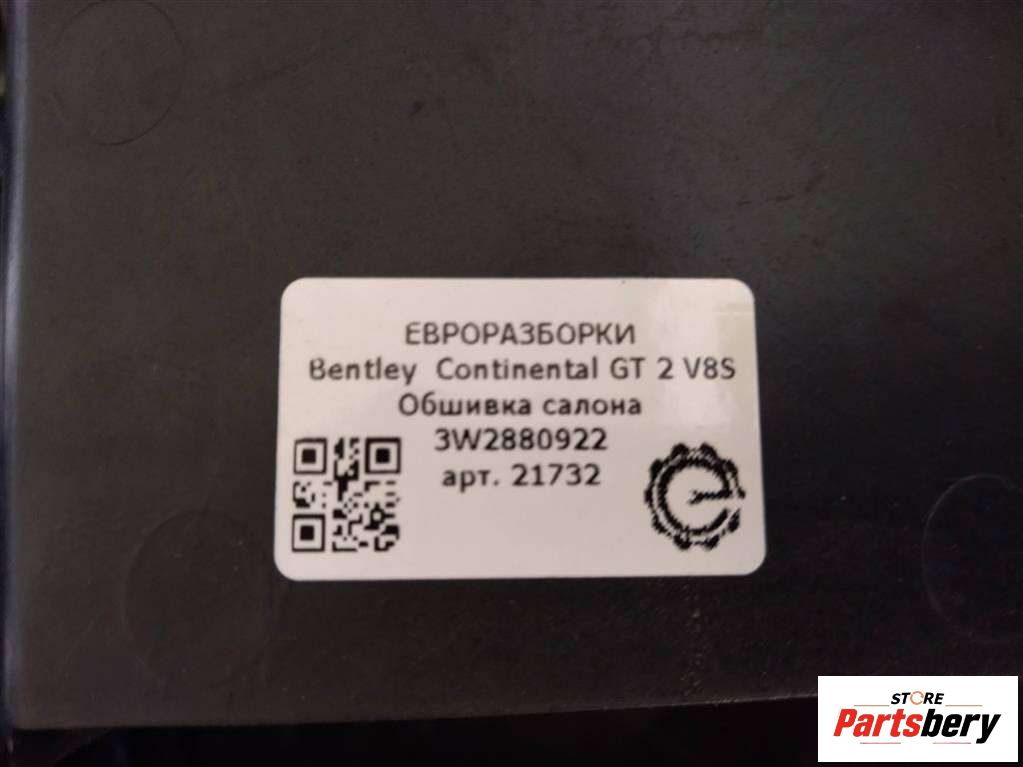 ЕВРОРАЗБОРКИ
Bentley Continental GT 2 V8S
Обшивка салона
3W2880922
арт. 21732
STORE
Partsbery